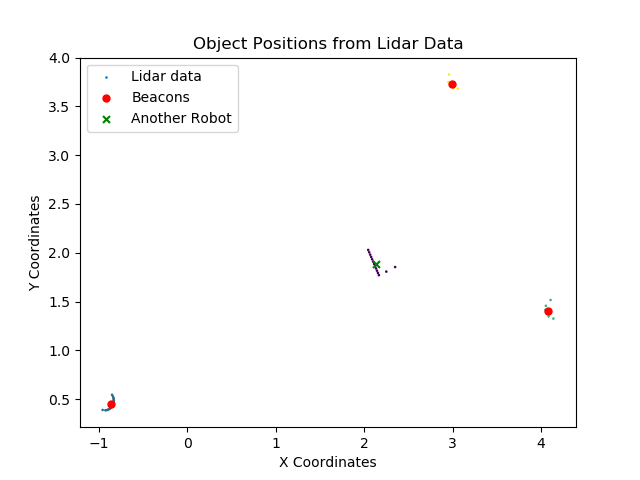 Object Positions from Lidar Data
Lidar data
Beacons
Another Robot
Y Coordinates
4.0
3.5
3.0
2.5
2.0
1.5
1.0
0.5
−1
0
1
2
3
4
X Coordinates